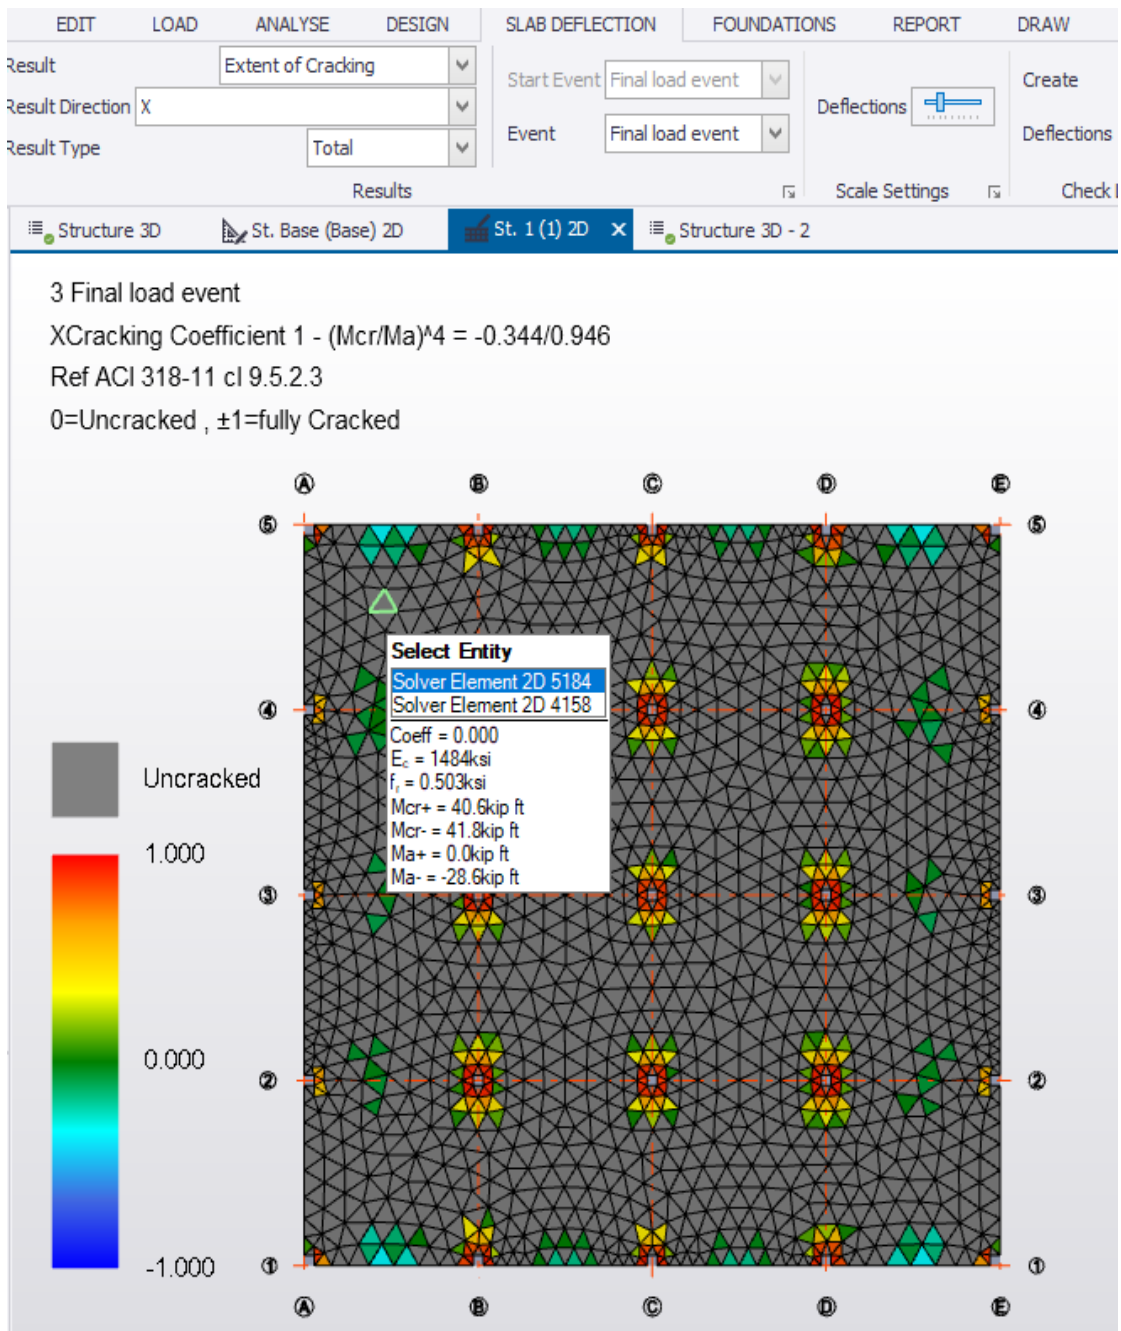 EDIT LOAD ANALYSE DESIGN SLAB DEFLECTION FOUNDATIONS REPORT DRAW
Result Extent of Cracking
Result Direction X
Result Type Total
Results
Start Event Final load event
Event Final load event
Deflections
Scale Settings
Create
Deflections
Check
Structure 3D St. Base (Base) 2D St. 1 (1) 2D X Structure 3D - 2
3 Final load event
XCracking Coefficient 1 - (Mcr/Ma)^4 = -0.344/0.946
Ref ACI 318-11 cl 9.5.2.3
0=Uncracked , ±1=fully Cracked
A B C D E
5 5
4 4
3 3
2 2
1 1
A B C D E
Select Entity
Solver Element 2D 5184
Solver Element 2D 4158
Coeff = 0.000
Ec = 1484ksi
fr = 0.503ksi
Mcr+ = 40.6kip ft
Mcr- = 41.8kip ft
Ma+ = 0.0kip ft
Ma- = -28.6kip ft
Uncracked
1.000
0.000
-1.000